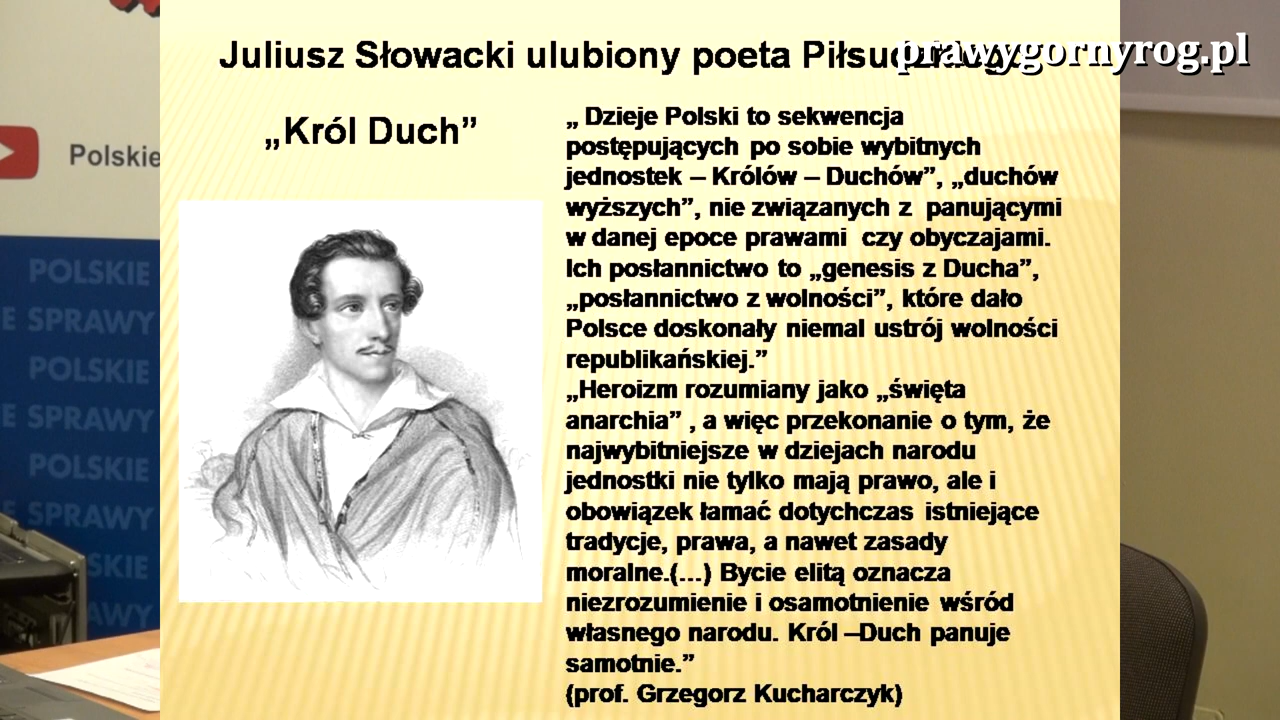 Juliusz Słowacki ulubiony poeta
prawygornyrog.pl
„Król Duch”
„ Dzieje Polski to sekwencja
postępujących po sobie wybitnych
jednostek – Królów – Duchów”, „duchów
wyższych”, nie związanych z panującymi
w danej epoce prawami czy obyczajami.
Ich posłannictwo to „genesis z Ducha”,
„posłannictwo z wolności”, które dało
Polsce doskonały niemal ustrój wolności
republikańskiej.”
„Heroizm rozumiany jako „święta
anarchia” , a więc przekonanie o tym, że
najwybitniejsze w dziejach narodu
jednostki nie tylko mają prawo, ale i
obowiązek łamać dotychczas istniejące
tradycje, prawa, a nawet zasady
moralne.(...) Bycie elitą oznacza
niezrozumienie i osamotnienie wśród
własnego narodu. Król –Duch panuje
samotnie.”
(prof. Grzegorz Kucharczyk)
Polskie
POLSKIE
E SPRAWY
POLSKIE
E SPRAWY
POLSKIE
E SPRAWY
SKIE
AWY